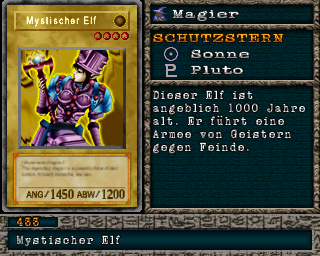 Mystischer Elf
ANG/1450 ABW/1200
Magier
SCHUTZSTERN
Sonne
Pluto
Dieser Elf ist
angeblich 1000 Jahre
alt. Er führt eine
Armee von Geistern
gegen Feinde.
433
Mystischer Elf